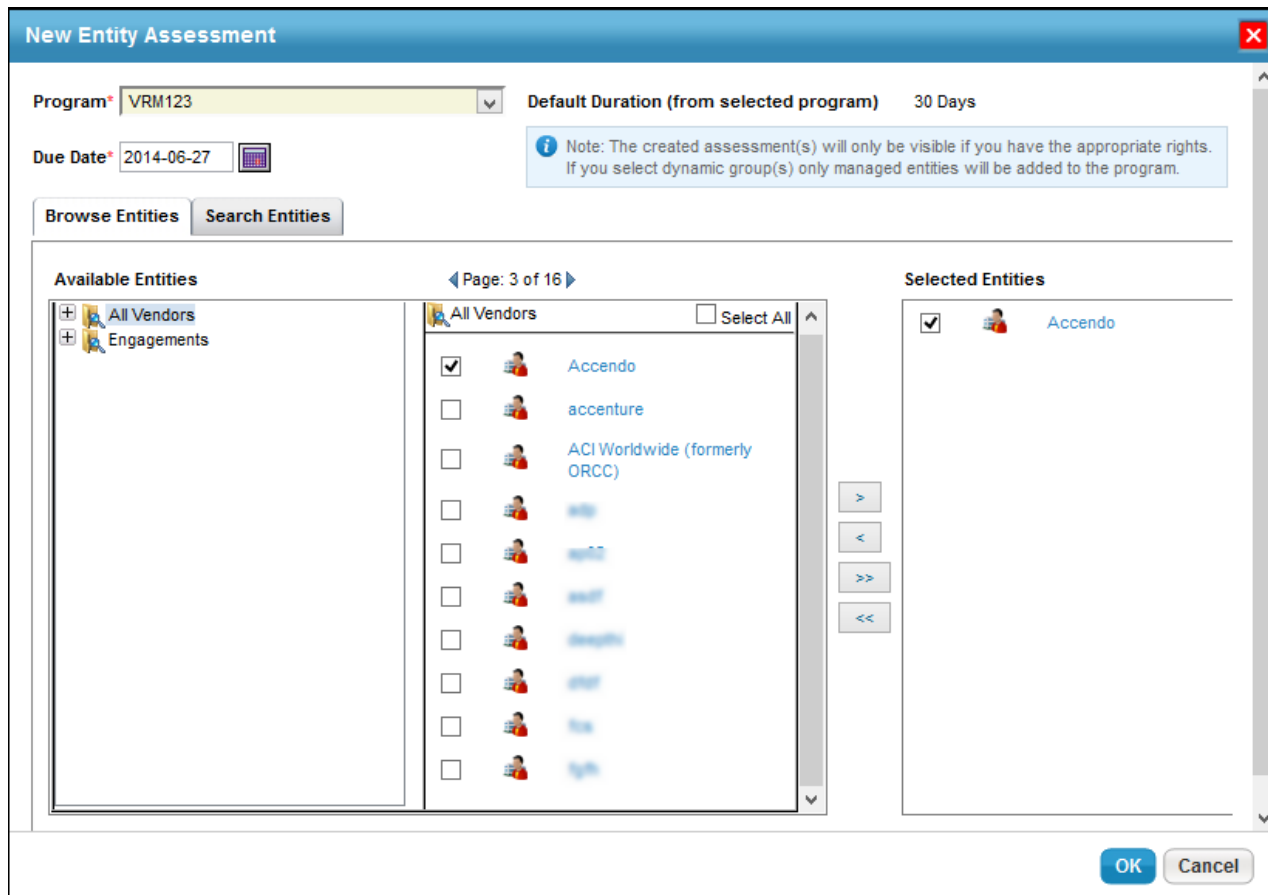 New Entity Assessment
Program* VRM123
Default Duration (from selected program) 30 Days
Due Date* 2014-06-27
Note: The created assessment(s) will only be visible if you have the appropriate rights.
If you select dynamic group(s) only managed entities will be added to the program.
Browse Entities
Search Entities
Available Entities
Page: 3 of 16
Selected Entities
All Vendors
Engagements
All Vendors
Select All
Accendo
accenture
ACI Worldwide (formerly
ORCC)
>
<
>>
<<
Accendo
OK
Cancel